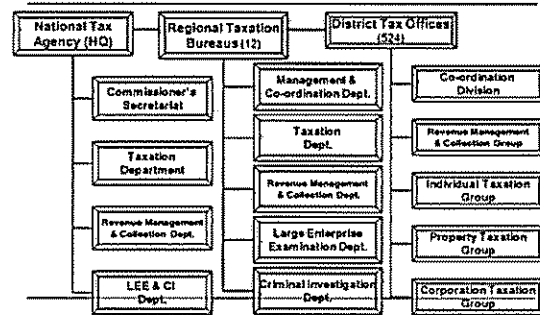 National Tax
Agency (HQ)
Regional Taxation
Bureaus (12)
District Tax Offices
(524)
Commissioner's
Secretariat
Taxation
Department
Revenue Management
& Collection Dept.
LEE & CI
Dept.
Management &
Co-ordination Dept.
Taxation
Dept.
Revenue Management
& Collection Dept.
Large Enterprise
Examination Dept.
Criminal Investigation
Dept.
Co-ordination
Division
Revenue Management
& Collection Group
Individual Taxation
Group
Property Taxation
Group
Corporation Taxation
Group